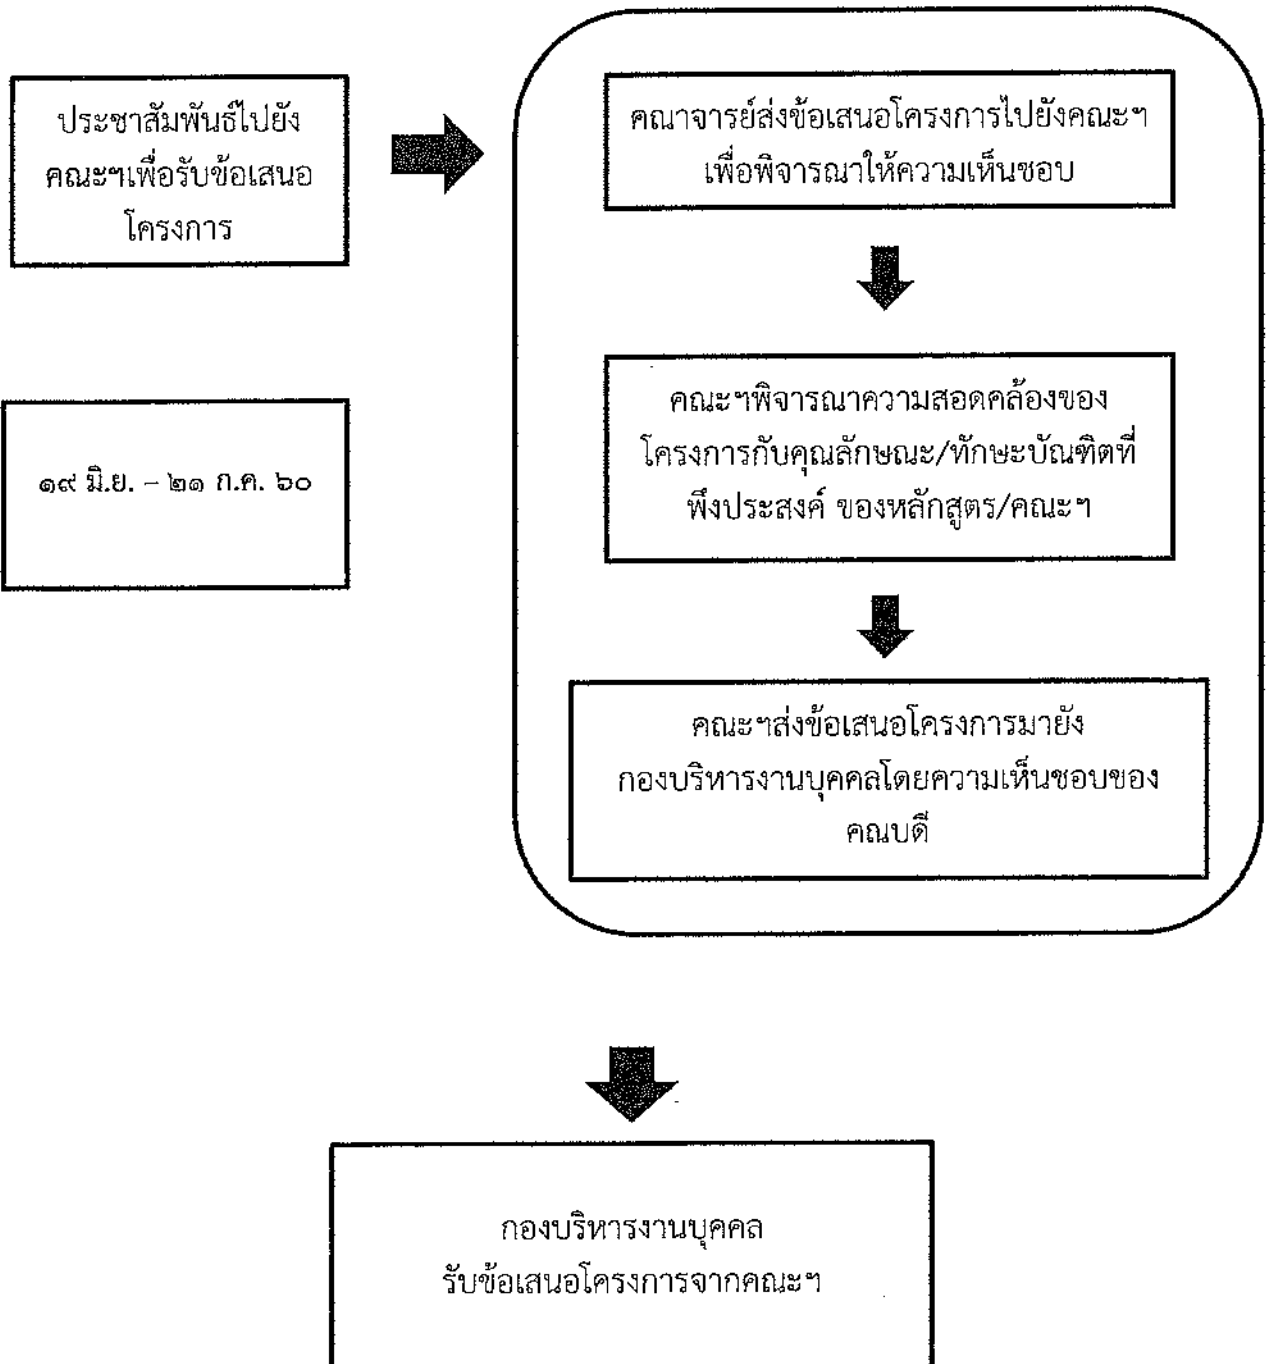 ประชาสัมพันธ์ไปยัง
คณะฯเพื่อรับข้อเสนอ
โครงการ
๑๙ มิ.ย. – ๒๑ ก.ค. ๖๐
คณาจารย์ส่งข้อเสนอโครงการไปยังคณะฯ
เพื่อพิจารณาให้ความเห็นชอบ
คณะฯพิจารณาความสอดคล้องของ
โครงการกับคุณลักษณะ/ทักษะบัณฑิตที่
พึงประสงค์ ของหลักสูตร/คณะฯ
คณะฯส่งข้อเสนอโครงการมายัง
กองบริหารงานบุคคลโดยความเห็นชอบของ
คณบดี
กองบริหารงานบุคคล
รับข้อเสนอโครงการจากคณะฯ